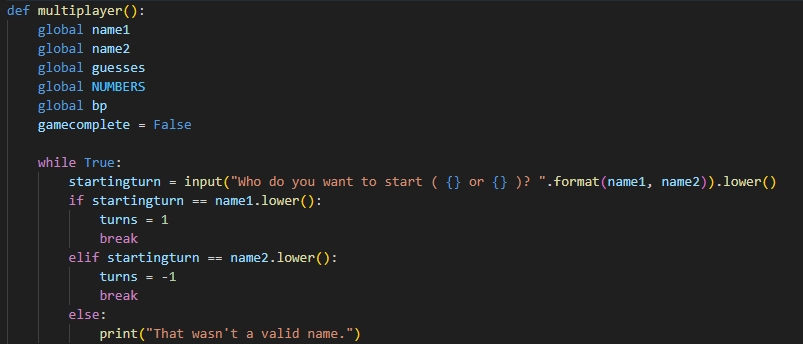 def multiplayer():
    global name1
    global name2
    global guesses
    global NUMBERS
    global bp
    gamecomplete = False
    while True:
        startingturn = input("Who do you want to start ( {} or {} )? ".format(name1, name2)).lower()
        if startingturn == name1.lower():
            turns = 1
            break
        elif startingturn == name2.lower():
            turns = -1
            break
        else:
            print("That wasn't a valid name.")